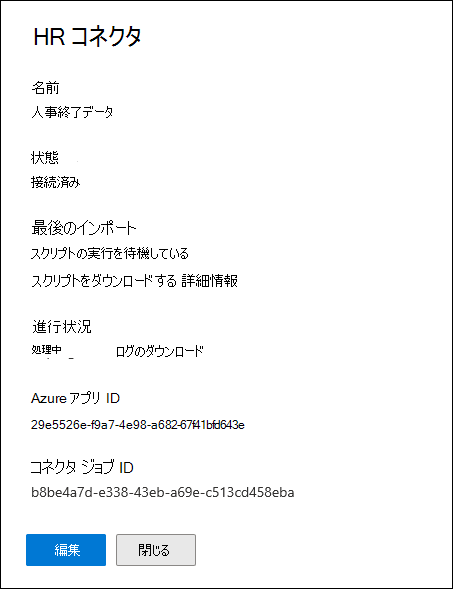 HR コネクタ
名前
人事終了データ
状態
接続済み
最後のインポート
スクリプトの実行を待機している
スクリプトをダウンロードする 詳細情報
進行状況
処理中 ログのダウンロード
Azure アプリ ID
29e5526e-f9a7-4e98-a682-67f41bfd643e
コネクタ ジョブ ID
b8be4a7d-e338-43eb-a69e-c513cd458eba
編集 閉じる